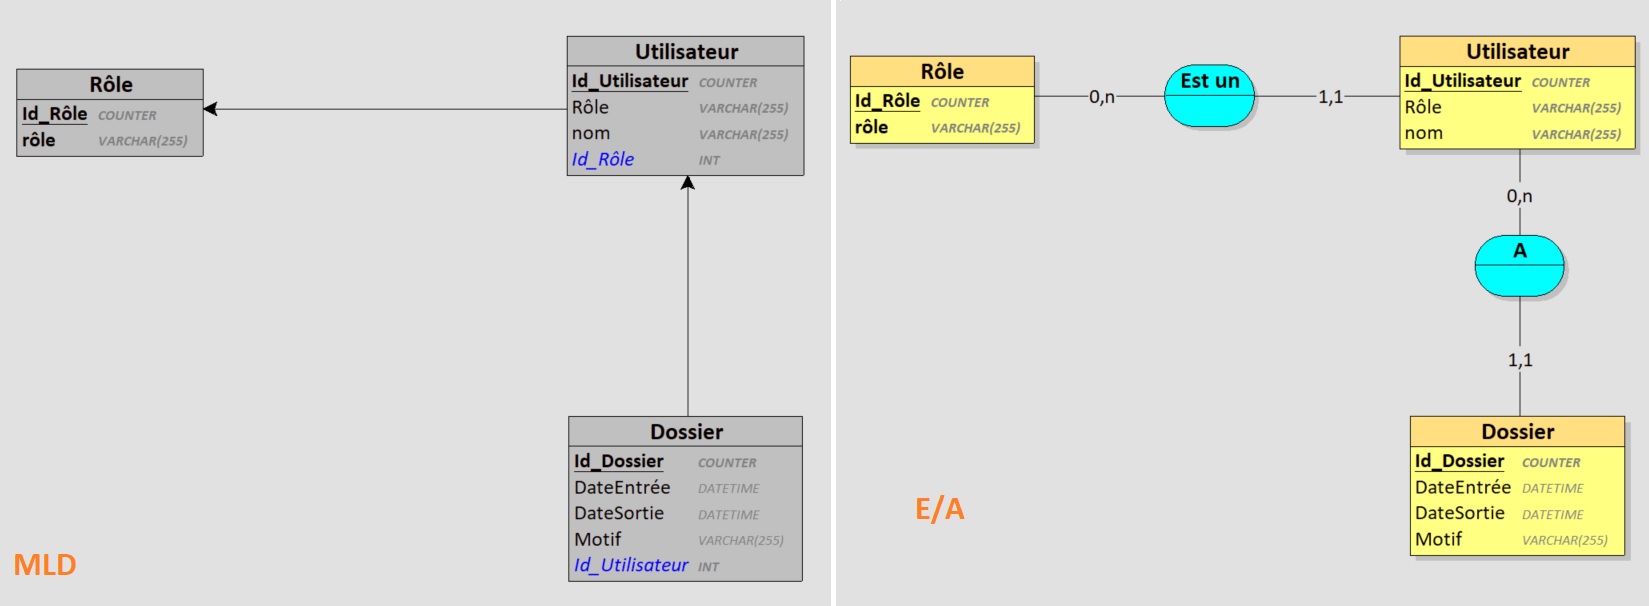 Rôle
Id_Rôle COUNTER
rôle VARCHAR(255)
Utilisateur
Id_Utilisateur COUNTER
Rôle VARCHAR(255)
nom VARCHAR(255)
Id_Rôle INT
Dossier
Id_Dossier COUNTER
DateEntrée DATETIME
DateSortie DATETIME
Motif VARCHAR(255)
Id_Utilisateur INT
MLD
Rôle
Id_Rôle COUNTER
rôle VARCHAR(255)
0,n
Est un
1,1
Utilisateur
Id_Utilisateur COUNTER
Rôle VARCHAR(255)
nom VARCHAR(255)
0,n
A
1,1
Dossier
Id_Dossier COUNTER
DateEntrée DATETIME
DateSortie DATETIME
Motif VARCHAR(255)
E/A